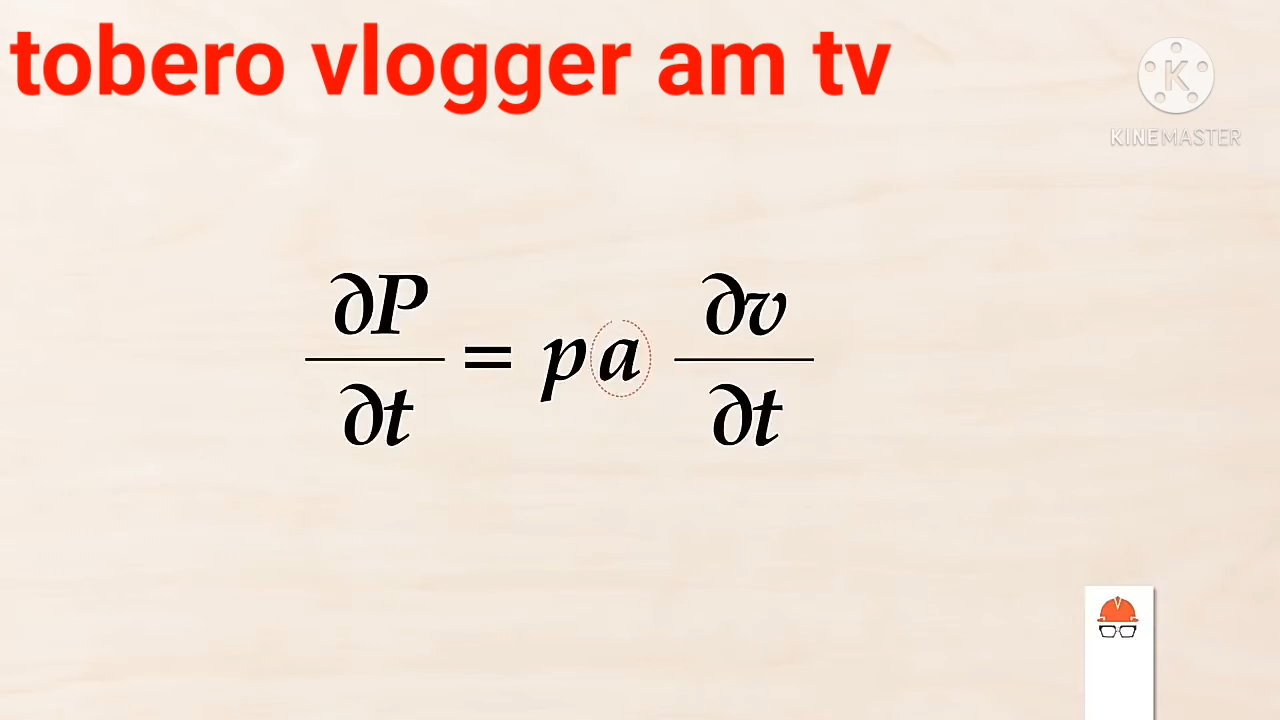 tobero vlogger am tv
K
KINEMASTER
∂P/∂t = pa ∂v/∂t